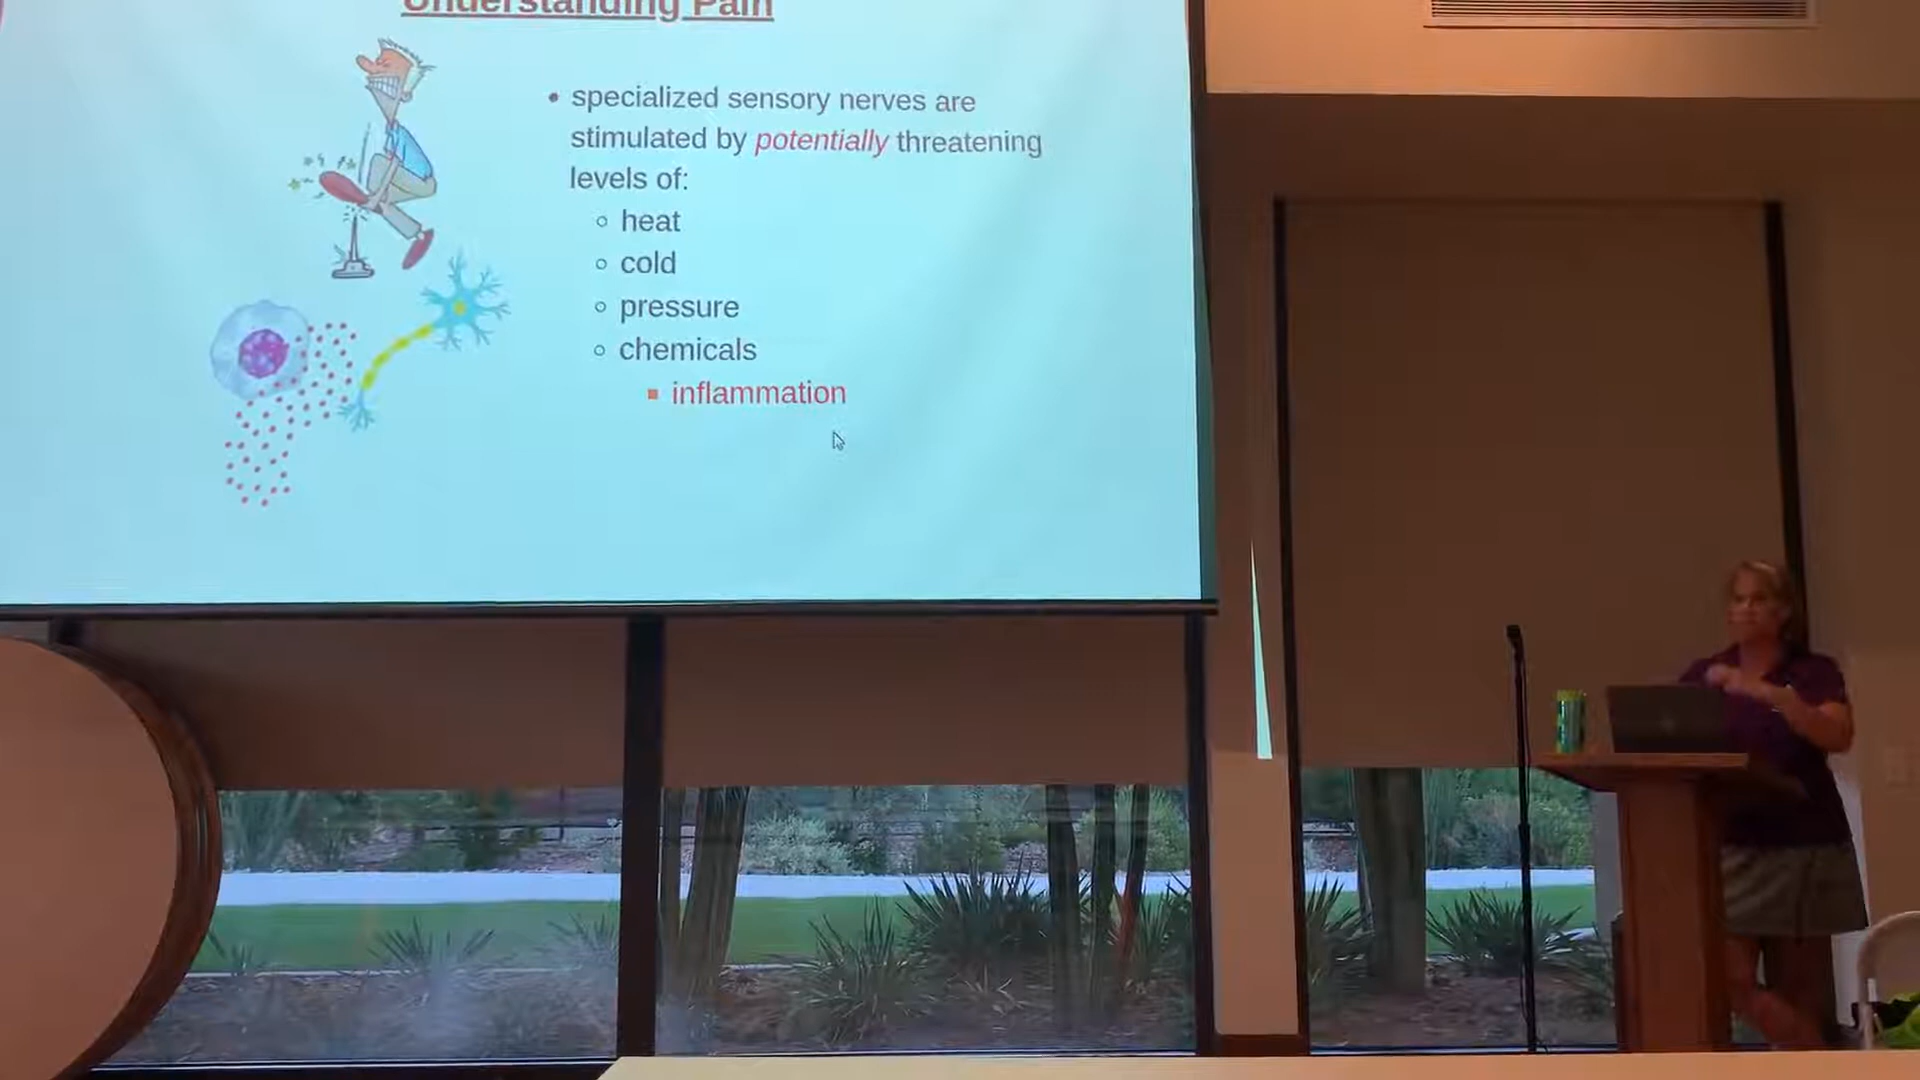 Understanding Pain
• specialized sensory nerves are
stimulated by potentially threatening
levels of:
○ heat
○ cold
○ pressure
○ chemicals
■ inflammation